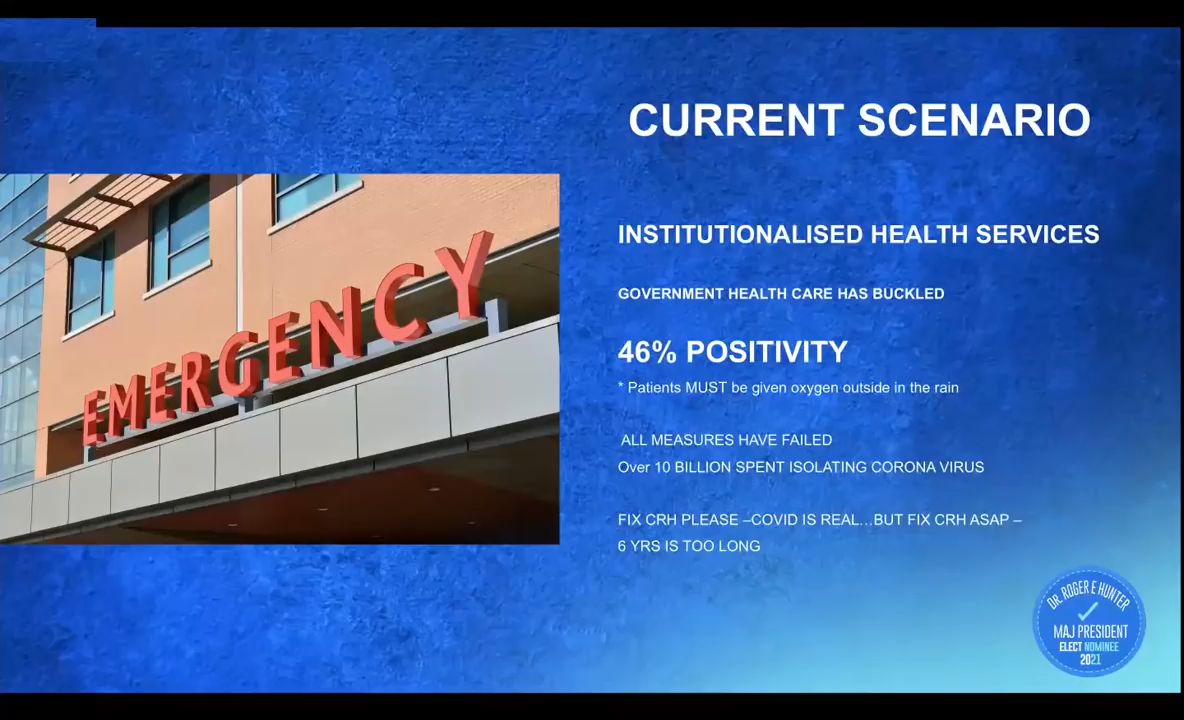 CURRENT SCENARIO
EMERGENCY
INSTITUTIONALISED HEALTH SERVICES
GOVERNMENT HEALTH CARE HAS BUCKLED
46% POSITIVITY
* Patients MUST be given oxygen outside in the rain
ALL MEASURES HAVE FAILED
Over 10 BILLION SPENT ISOLATING CORONA VIRUS
FIX CRH PLEASE –COVID IS REAL...BUT FIX CRH ASAP –
6 YRS IS TOO LONG
DR. ROGER E HUNTER
MAJ PRESIDENT
ELECT NOMINEE
2021